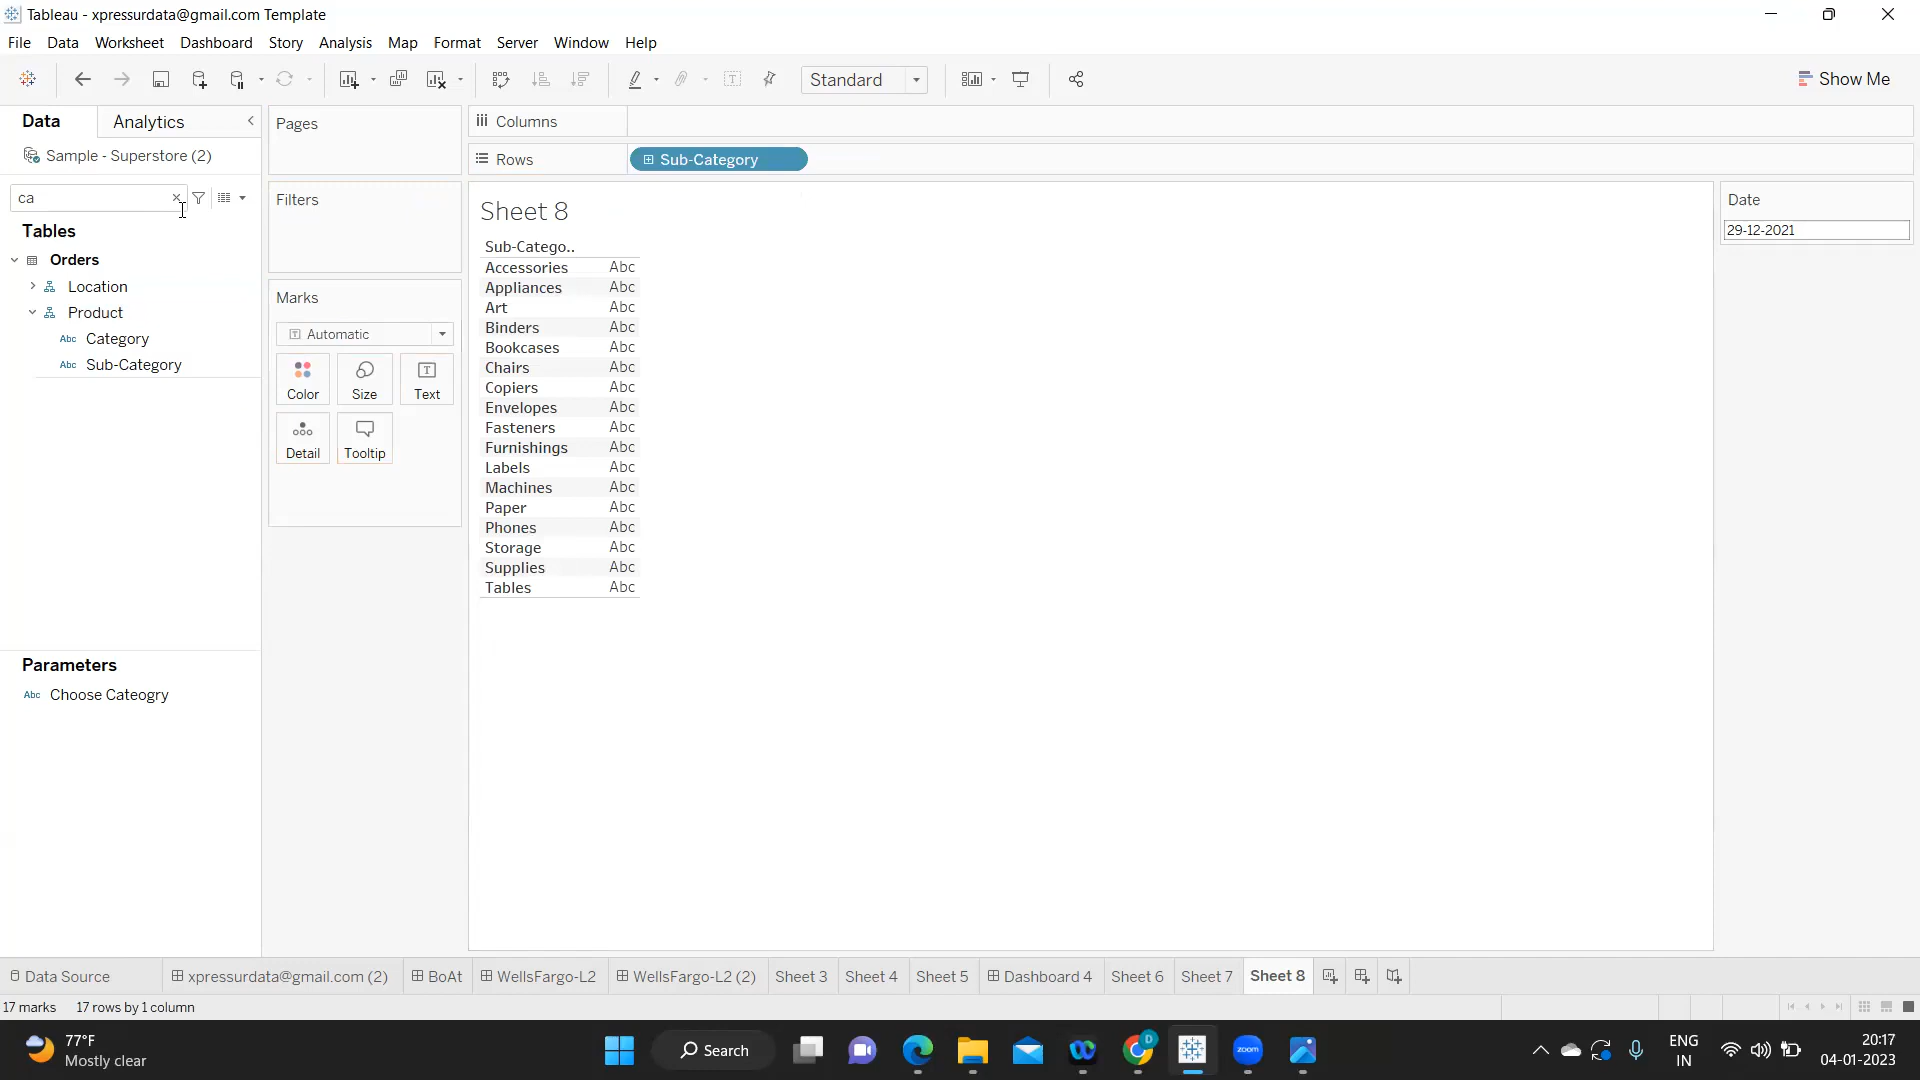 Tableau - xpressurdata@gmail.com Template
File Data Worksheet Dashboard Story Analysis Map Format Server Window Help
Standard
Show Me
Data Analytics
Sample - Superstore (2)
ca
Tables
Orders
Location
Product
Abc Category
Abc Sub-Category
Parameters
Abc Choose Cateogry
Pages
Filters
Marks
Automatic
Color Size Text
Detail Tooltip
Columns
Rows Sub-Category
Sheet 8
Sub-Catego..
Accessories Abc
Appliances Abc
Art Abc
Binders Abc
Bookcases Abc
Chairs Abc
Copiers Abc
Envelopes Abc
Fasteners Abc
Furnishings Abc
Labels Abc
Machines Abc
Paper Abc
Phones Abc
Storage Abc
Supplies Abc
Tables Abc
Date
29-12-2021
Data Source xpressurdata@gmail.com (2) BoAt WellsFargo-L2 WellsFargo-L2 (2) Sheet 3 Sheet 4 Sheet 5 Dashboard 4 Sheet 6 Sheet 7 Sheet 8
17 marks 17 rows by 1 column
77°F
Mostly clear
Search
D
zoom
ENG
IN
20:17
04-01-2023